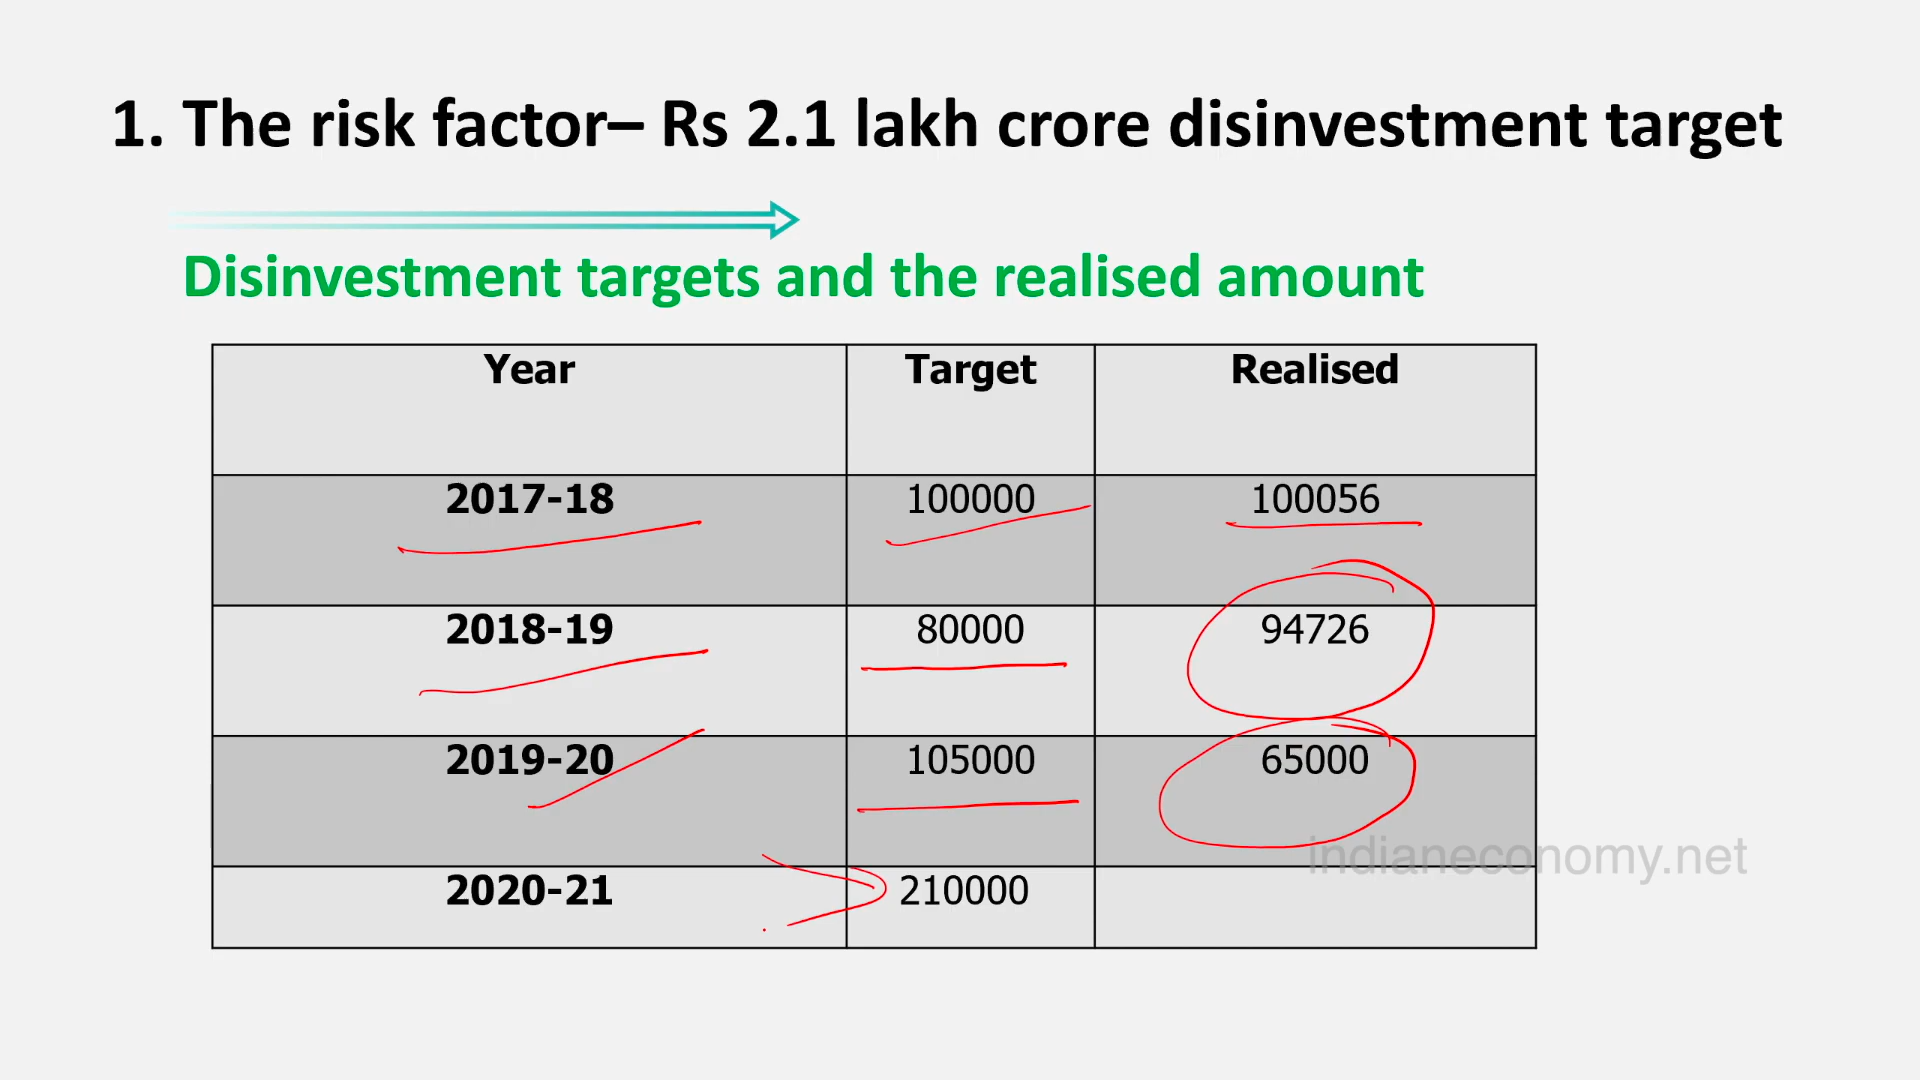 1. The risk factor– Rs 2.1 lakh crore disinvestment target
Disinvestment targets and the realised amount
Year Target Realised
2017-18 100000 100056
2018-19 80000 94726
2019-20 105000 65000
indianeconomy.net
2020-21 210000